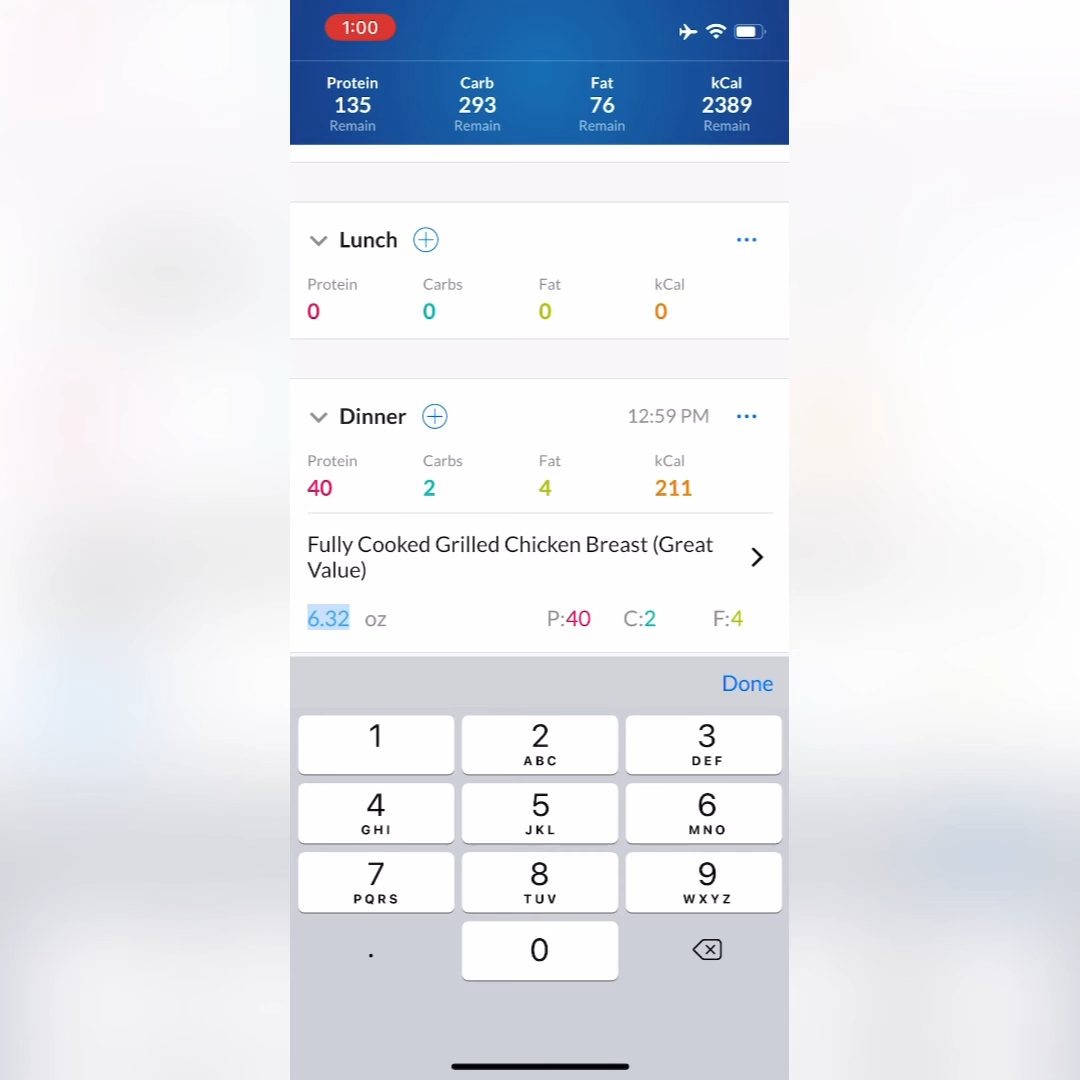 1:00
Protein Carb Fat kCal
135 293 76 2389
Remain Remain Remain Remain
Lunch
Protein Carbs Fat kCal
0 0 0 0
Dinner 12:59 PM
Protein Carbs Fat kCal
40 2 4 211
Fully Cooked Grilled Chicken Breast (Great
Value)
6.32 oz P:40 C:2 F:4
Done
1 2 3
ABC DEF
4 5 6
GHI JKL MNO
7 8 9
PQRS TUV WXYZ
. 0